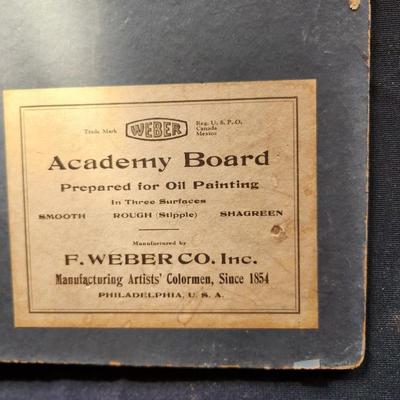 Trade Mark WEBER Reg. U. S. P. O.
Canada
Mexico
Academy Board
Prepared for Oil Painting
In Three Surfaces
SMOOTH ROUGH (Stipple) SHAGREEN
Manufactured by
F. WEBER CO. Inc.
Manufacturing Artists' Colormen, Since 1854
PHILADELPHIA, U. S. A.